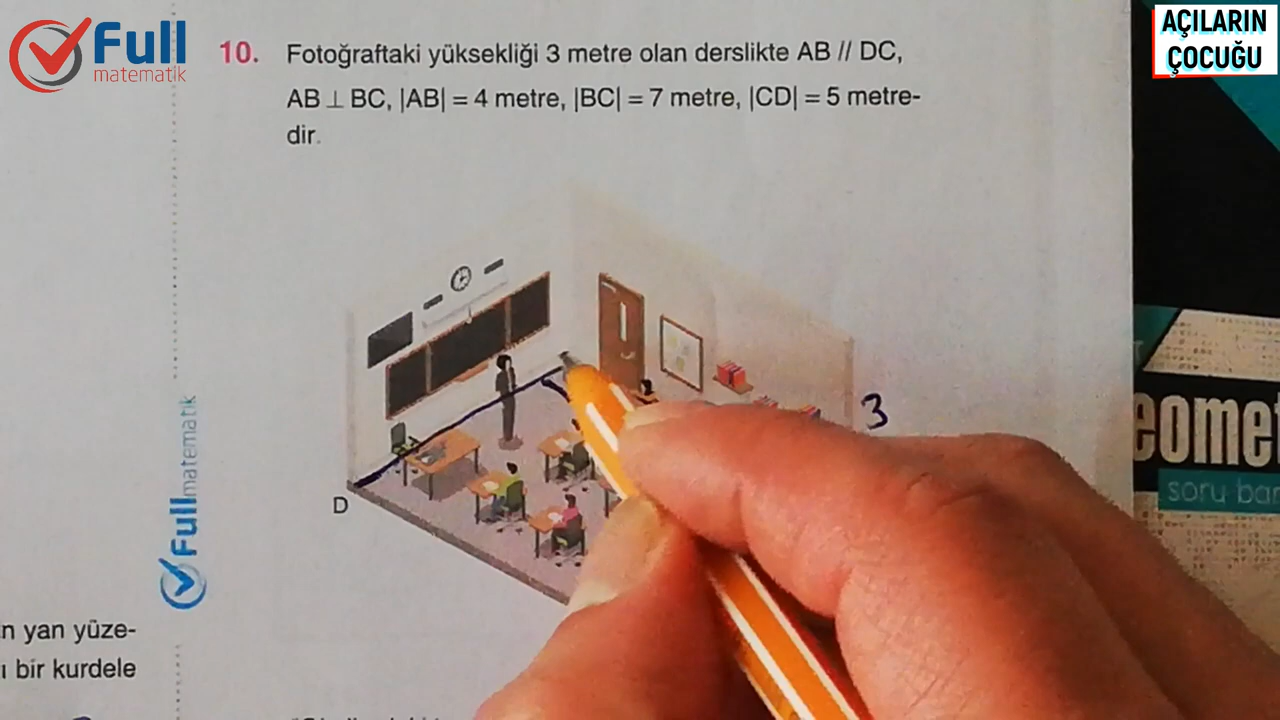 Full
matematik
AÇILARIN
ÇOCUĞU
10. Fotoğraftaki yüksekliği 3 metre olan derslikte AB // DC,
AB ⊥ BC, |AB| = 4 metre, |BC| = 7 metre, |CD| = 5 metre-
dir.
3
D
Full matematik
eomet
soru ban
n yan yüze-
ı bir kurdele